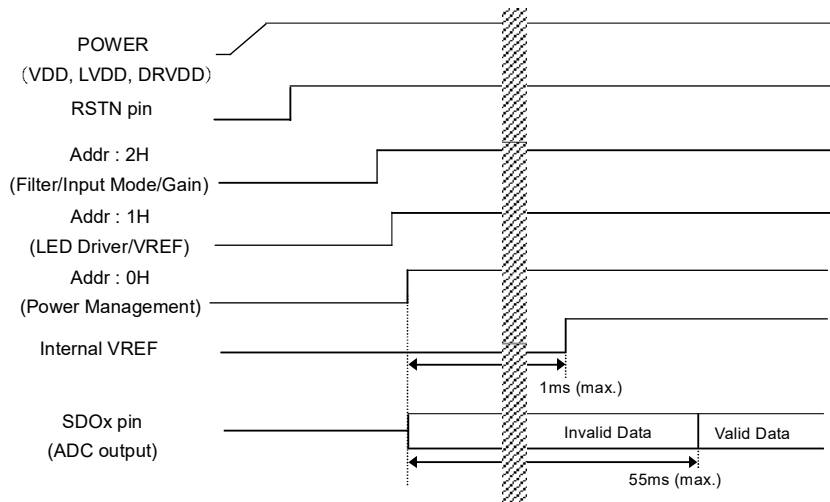 POWER
(VDD, LVDD, DRVDD)
RSTN pin
Addr : 2H
(Filter/Input Mode/Gain)
Addr : 1H
(LED Driver/VREF)
Addr : 0H
(Power Management)
Internal VREF
1ms (max.)
SDOx pin
(ADC output)
Invalid Data
Valid Data
55ms (max.)